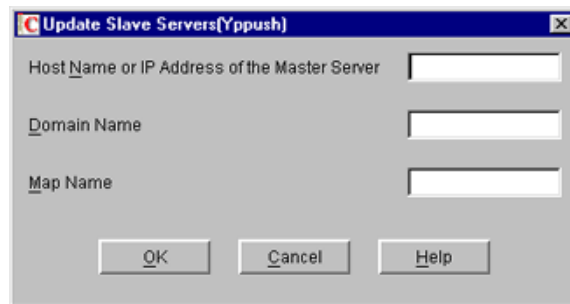 C Update Slave Servers(Yppush)
Host Name or IP Address of the Master Server
Domain Name
Map Name
OK Cancel Help